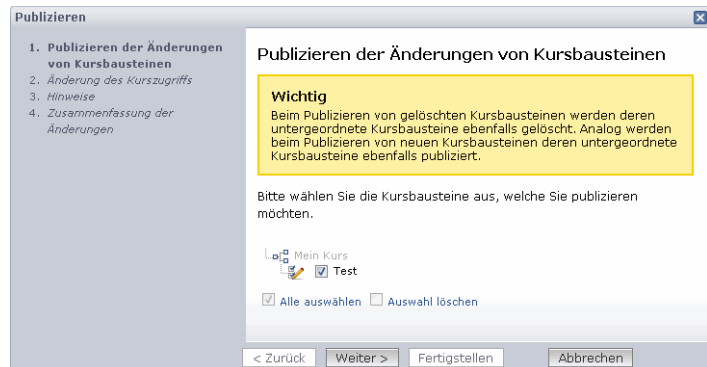 Publizieren
1. Publizieren der Änderungen
von Kursbausteinen
2. Änderung des Kurszugriffs
3. Hinweise
4. Zusammenfassung der
Änderungen
Publizieren der Änderungen von Kursbausteinen
Wichtig
Beim Publizieren von gelöschten Kursbausteinen werden deren
untergeordnete Kursbausteine ebenfalls gelöscht. Analog werden
beim Publizieren von neuen Kursbausteinen deren untergeordnete
Kursbausteine ebenfalls publiziert.
Bitte wählen Sie die Kursbausteine aus, welche Sie publizieren
möchten.
Mein Kurs
Test
Alle auswählen Auswahl löschen
< Zurück Weiter > Fertigstellen Abbrechen